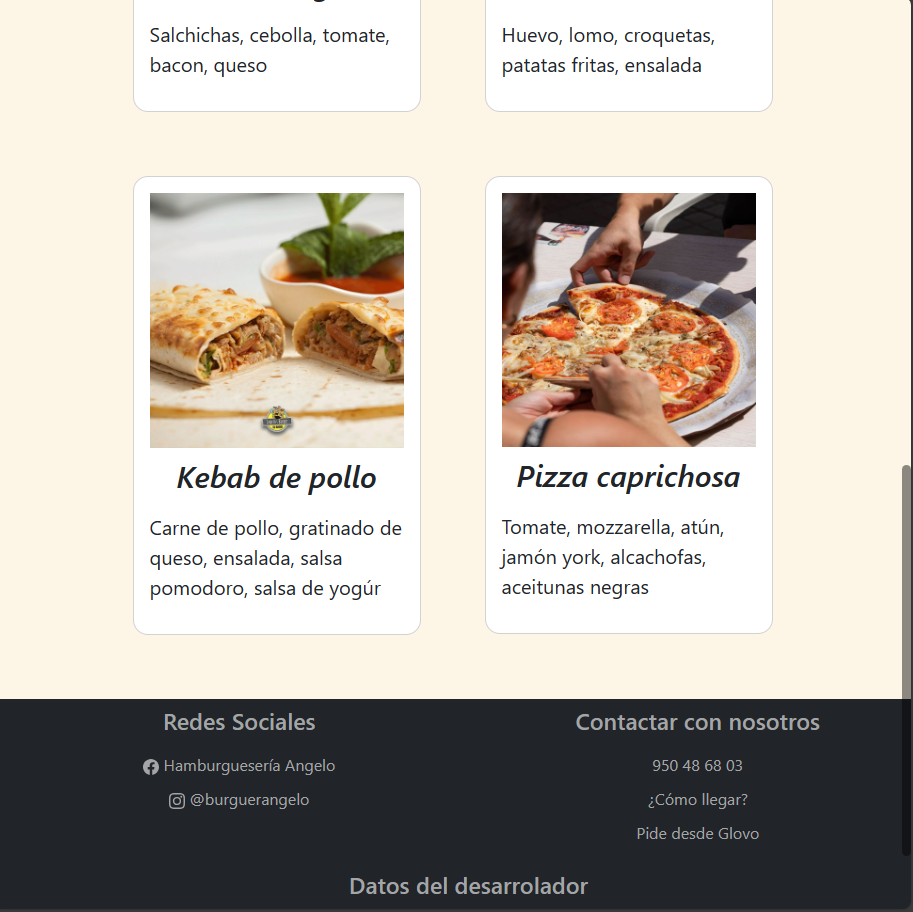 Salchichas, cebolla, tomate,
bacon, queso
Huevo, lomo, croquetas,
patatas fritas, ensalada
Kebab de pollo
Carne de pollo, gratinado de
queso, ensalada, salsa
pomodoro, salsa de yogúr
Pizza caprichosa
Tomate, mozzarella, atún,
jamón york, alcachofas,
aceitunas negras
Redes Sociales
Hamburguesería Angelo
@burguerangelo
Contactar con nosotros
950 48 68 03
¿Cómo llegar?
Pide desde Glovo
Datos del desarrolador